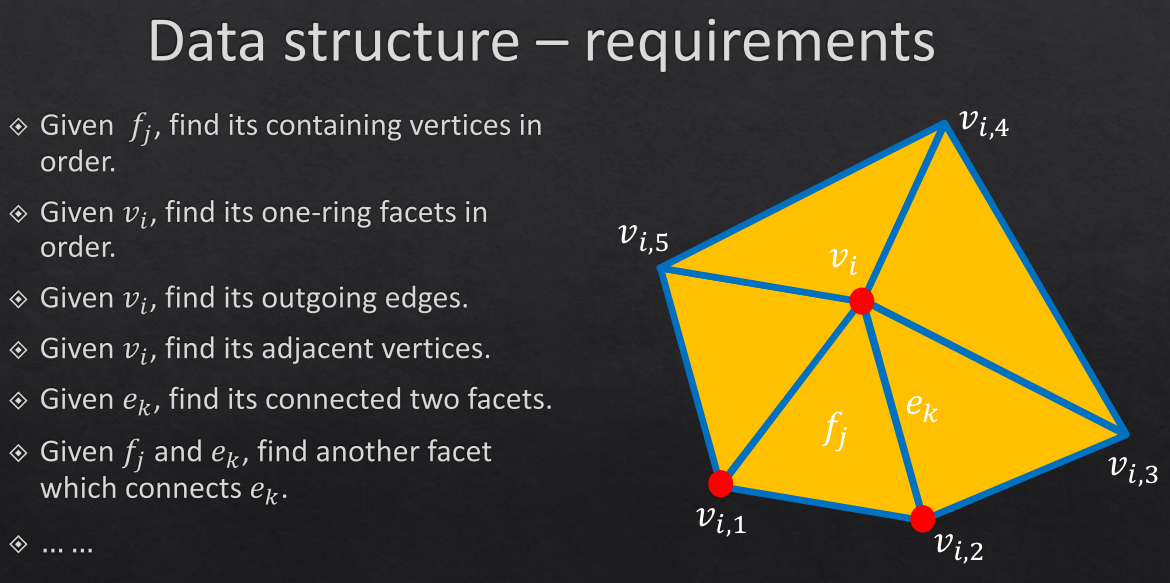 Data structure – requirements
Given f_j, find its containing vertices in
order.
Given v_i, find its one-ring facets in
order.
Given v_i, find its outgoing edges.
Given v_i, find its adjacent vertices.
Given e_k, find its connected two facets.
Given f_j and e_k, find another facet
which connects e_k.
... ...
v_{i,4}
v_{i,5}
v_i
e_k
f_j
v_{i,3}
v_{i,1}
v_{i,2}